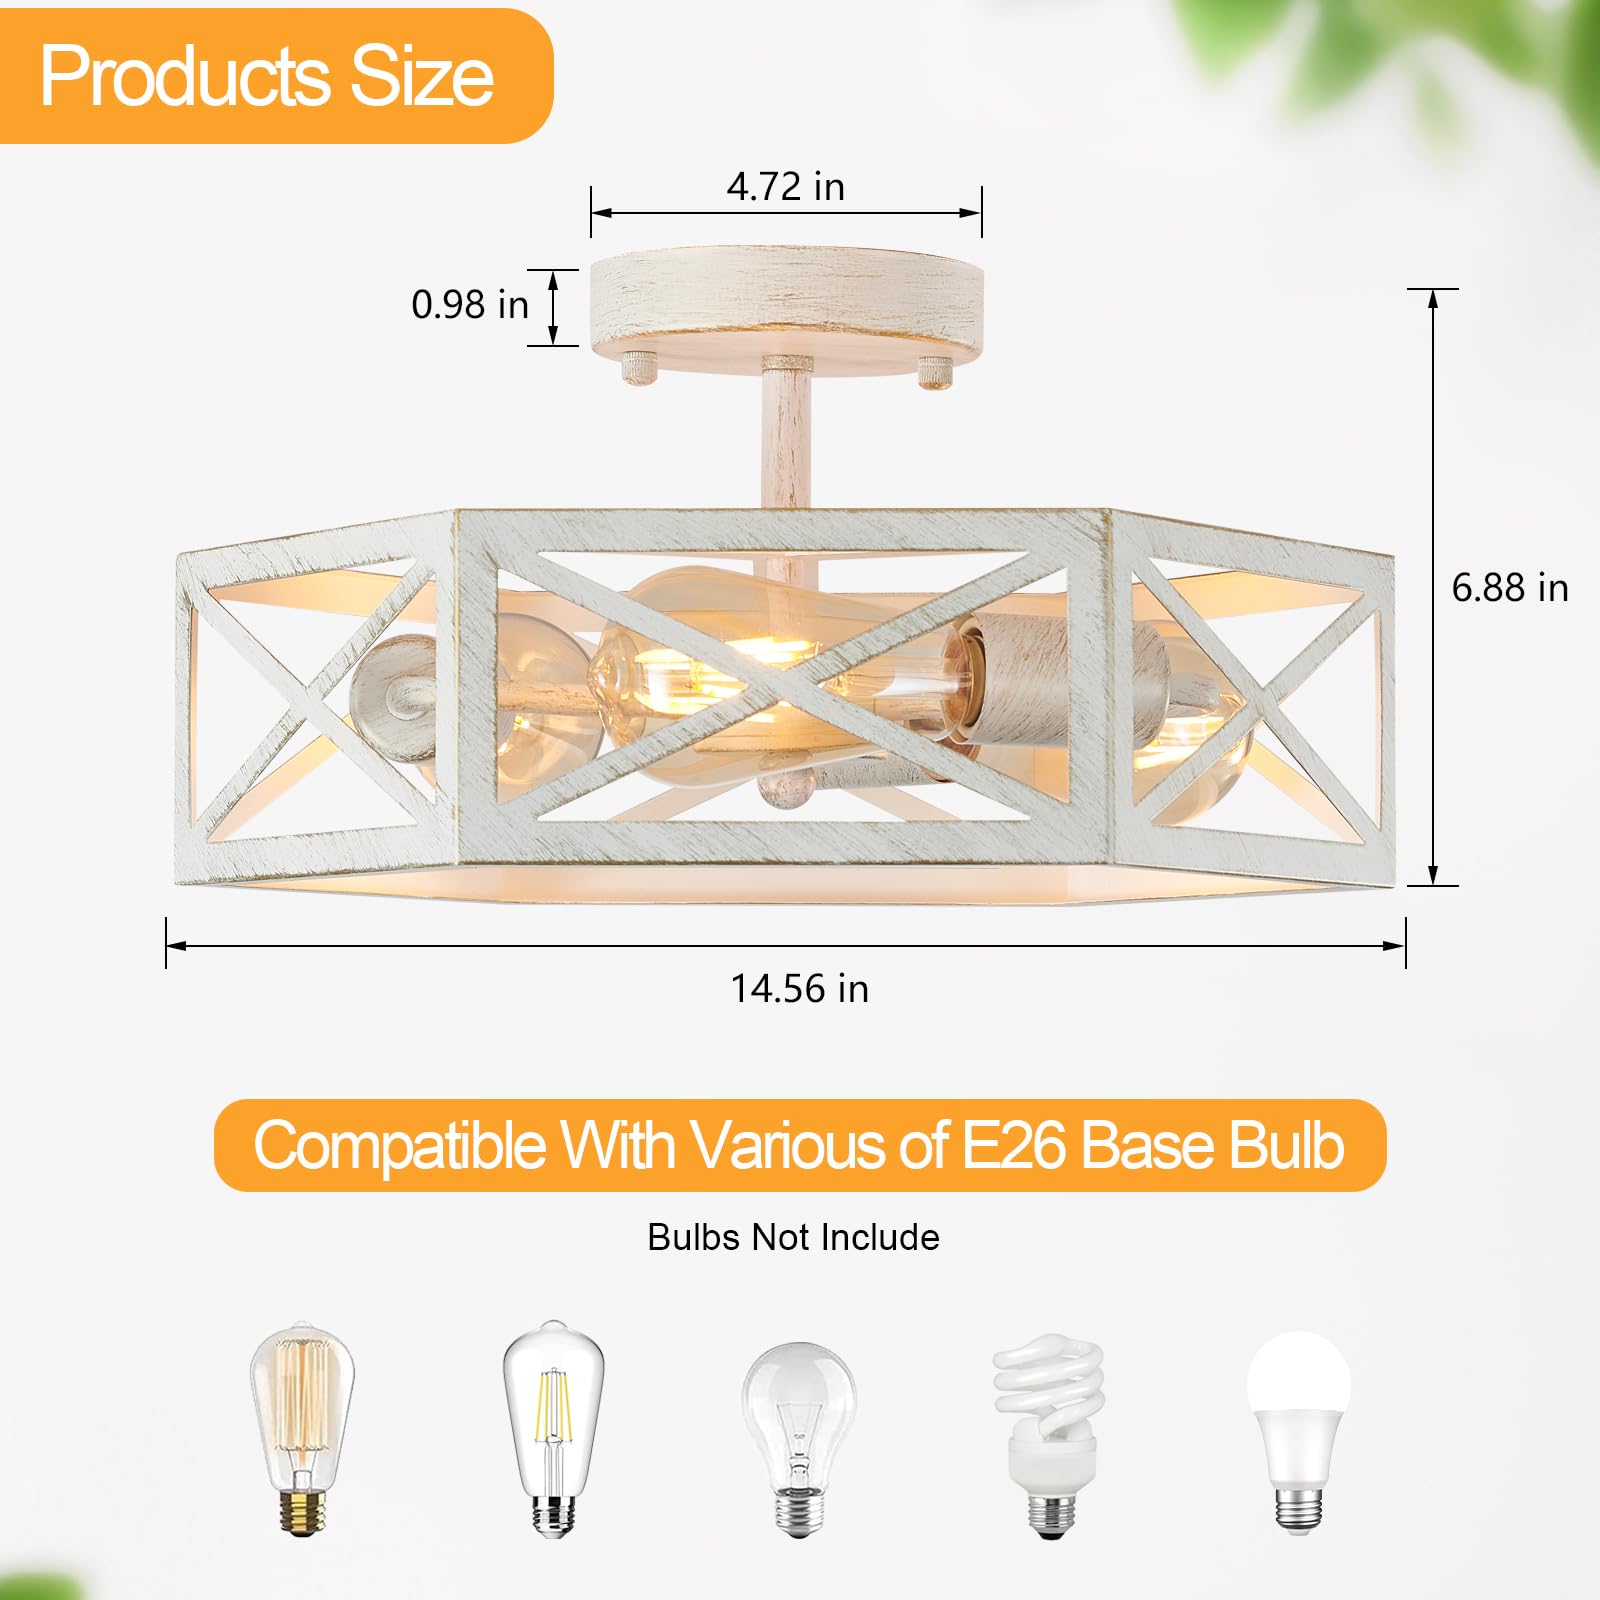 Products Size
4.72 in
0.98 in
6.88 in
14.56 in
Compatible With Various of E26 Base Bulb
Bulbs Not Include